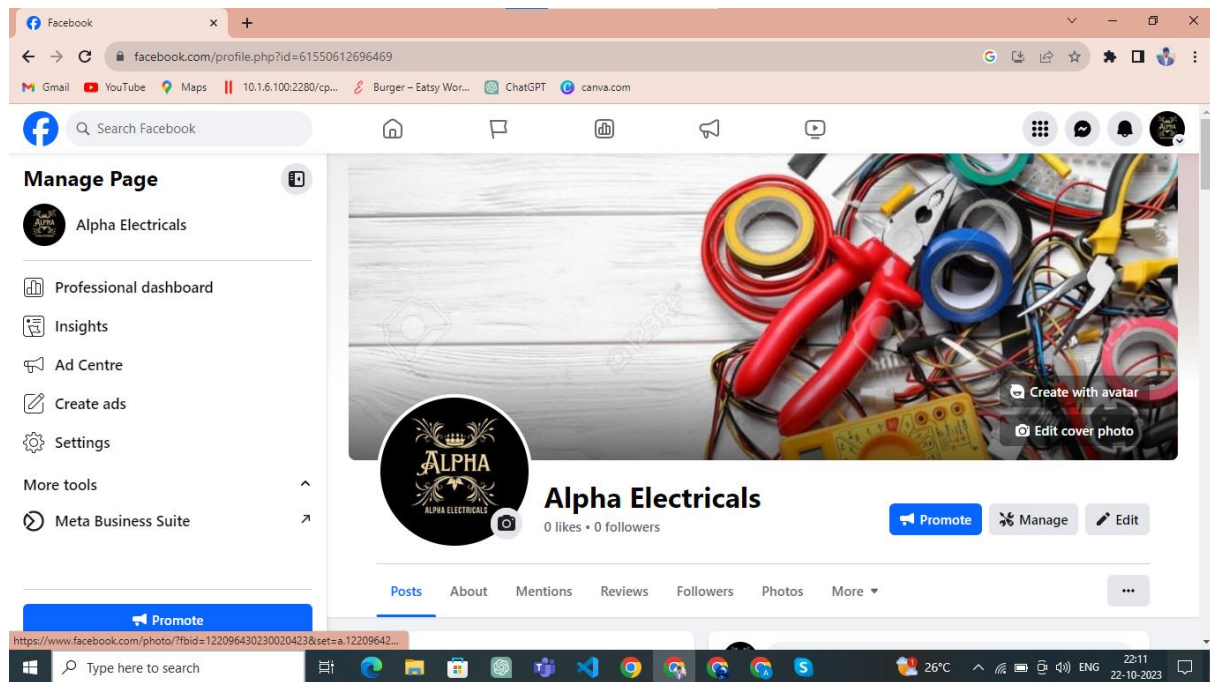 Facebook
facebook.com/profile.php?id=61550612696469
Gmail YouTube Maps 10.1.6.100:2280/cp... Burger – Eatsy Wor... ChatGPT canva.com
Search Facebook
Manage Page
Alpha Electricals
Professional dashboard
Insights
Ad Centre
Create ads
Settings
More tools
Meta Business Suite
Promote
123RF
Create with avatar
Edit cover photo
ALPHA
ALPHA ELECTRICALS
Alpha Electricals
0 likes • 0 followers
Promote Manage Edit
Posts About Mentions Reviews Followers Photos More
https://www.facebook.com/photo/?fbid=122096430230020423&set=a.12209642...
Type here to search
26°C ENG 22:11
22-10-2023